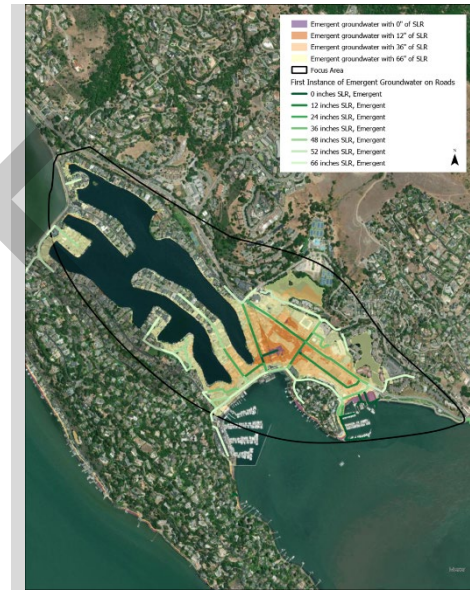 Emergent groundwater with 0" of SLR
Emergent groundwater with 12" of SLR
Emergent groundwater with 36" of SLR
Emergent groundwater with 66" of SLR
Focus Area
First Instance of Emergent Groundwater on Roads
0 inches SLR, Emergent
12 inches SLR, Emergent
24 inches SLR, Emergent
36 inches SLR, Emergent
48 inches SLR, Emergent
52 inches SLR, Emergent
66 inches SLR, Emergent